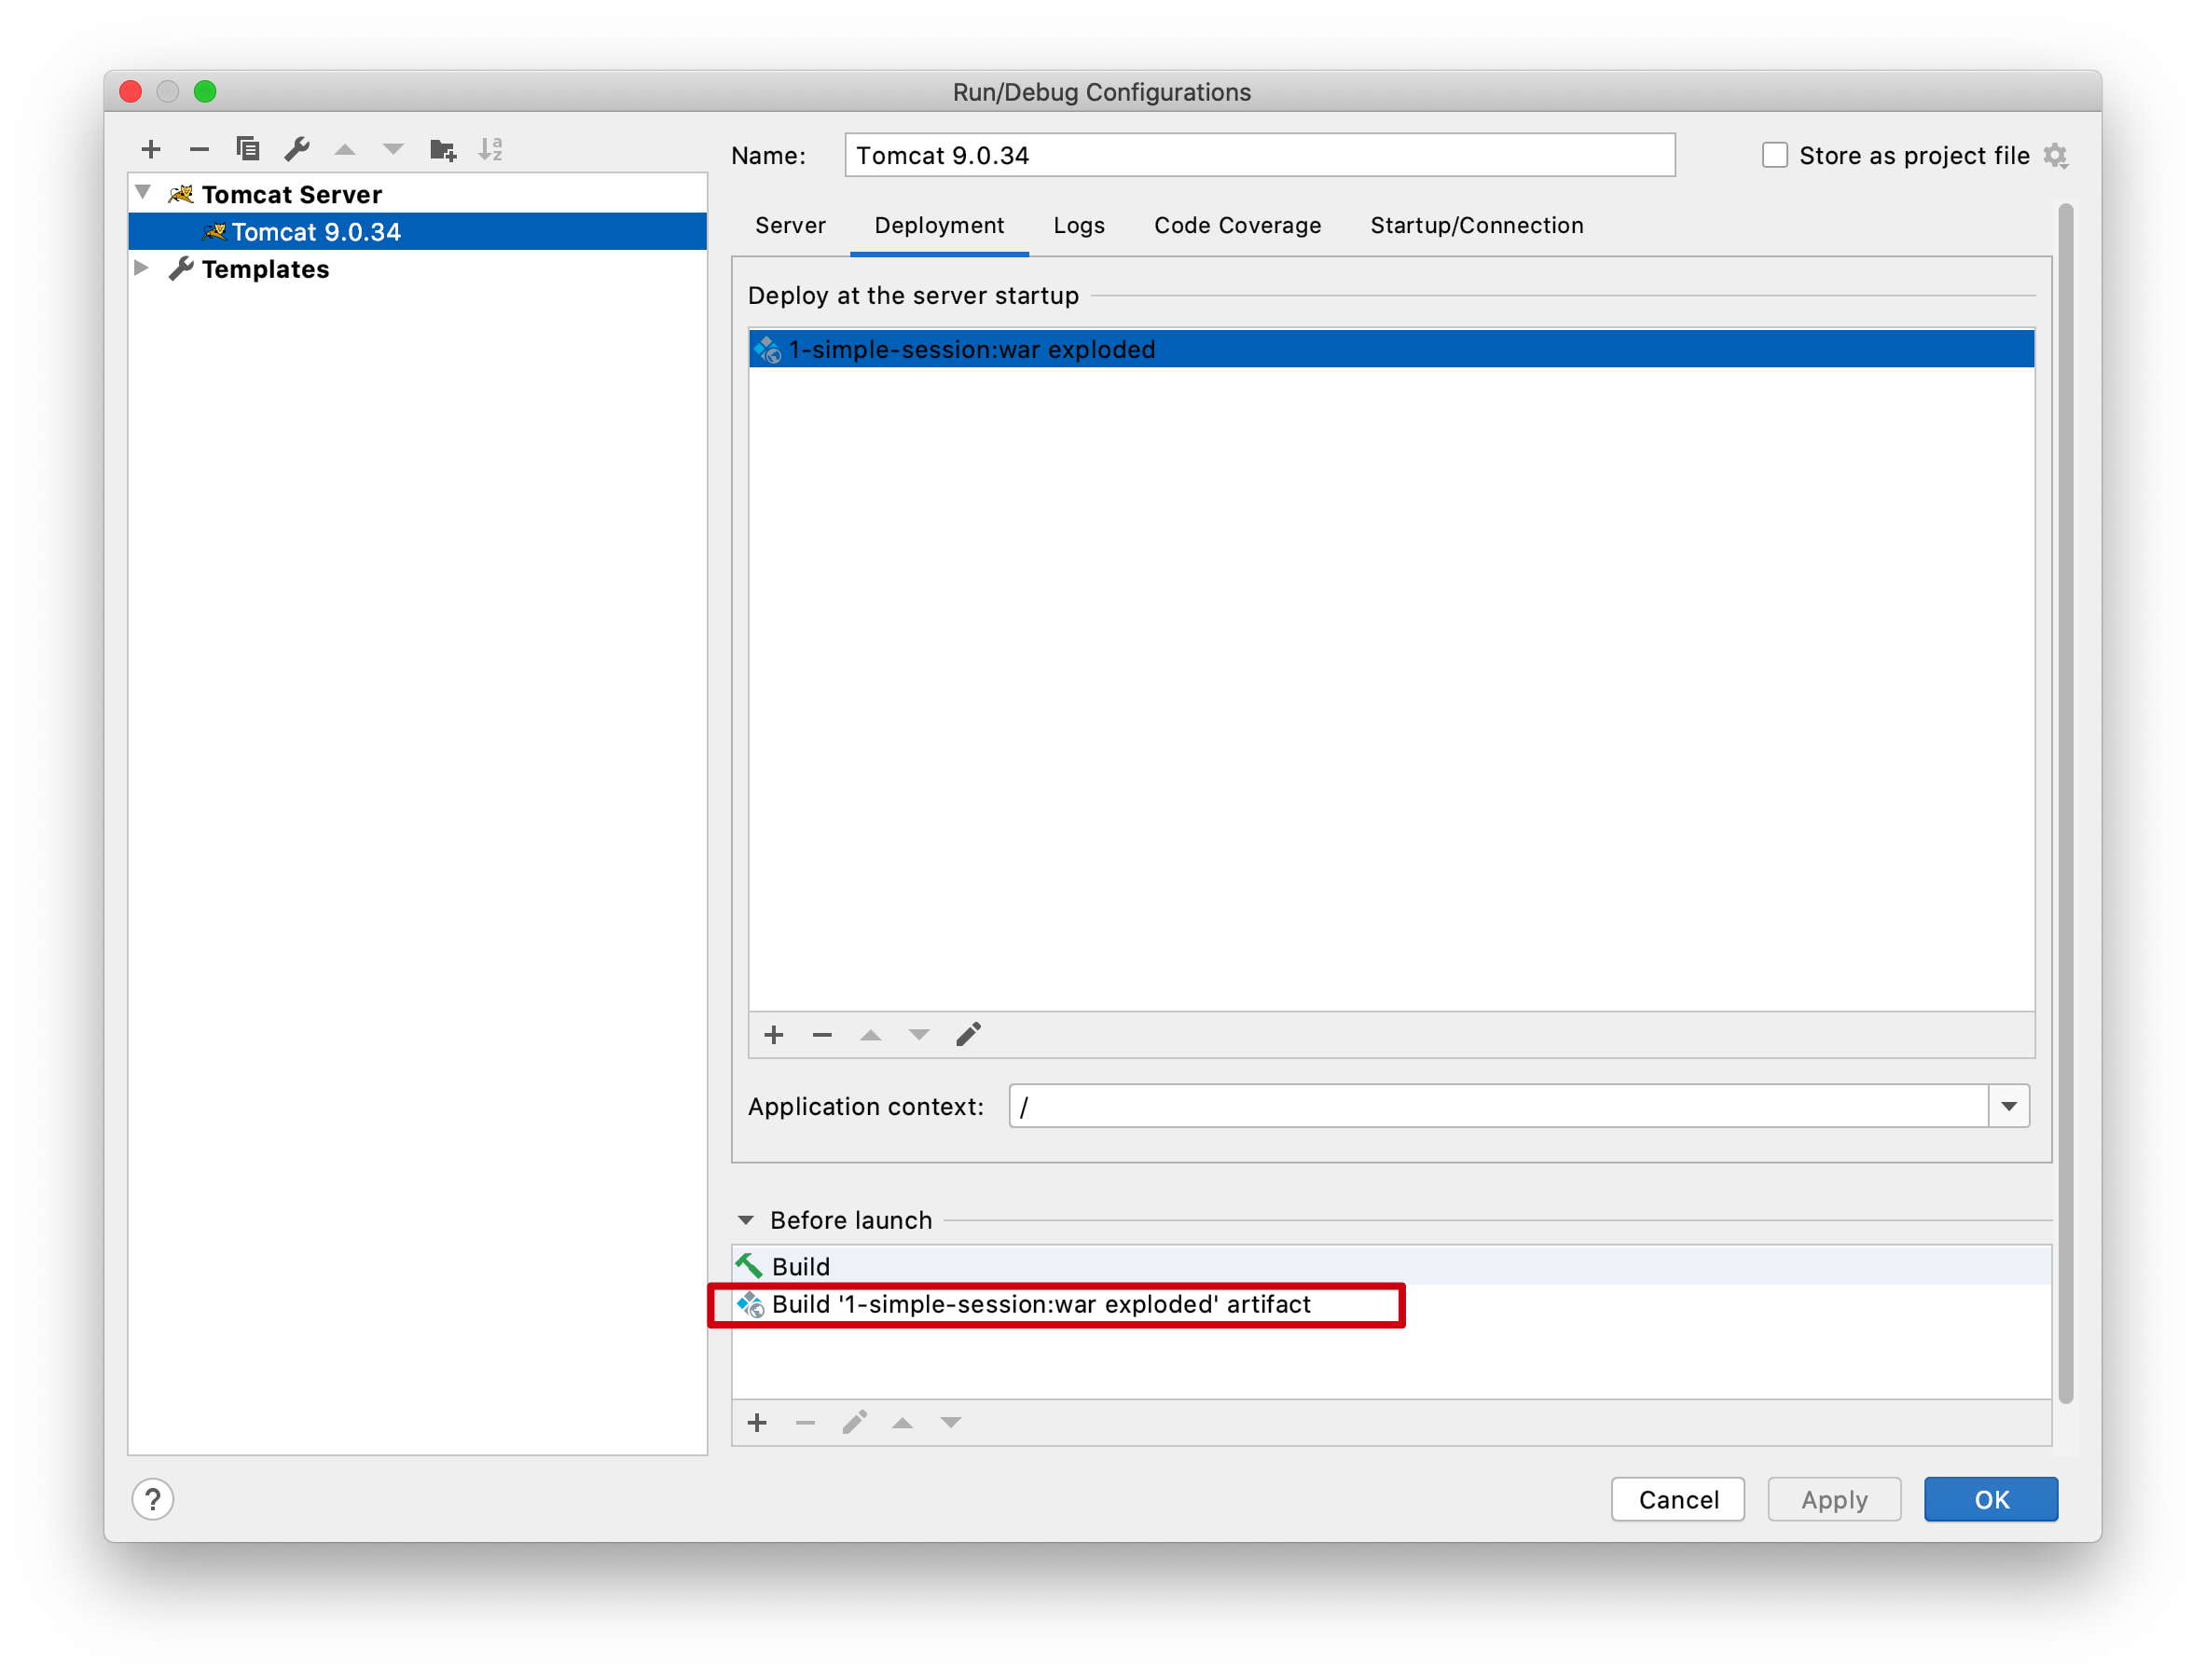 Run/Debug Configurations
Name: Tomcat 9.0.34 Store as project file
Tomcat Server
Tomcat 9.0.34
Templates
Server Deployment Logs Code Coverage Startup/Connection
Deploy at the server startup
1-simple-session:war exploded
Application context: /
Before launch
Build
Build '1-simple-session:war exploded' artifact
? Cancel Apply OK